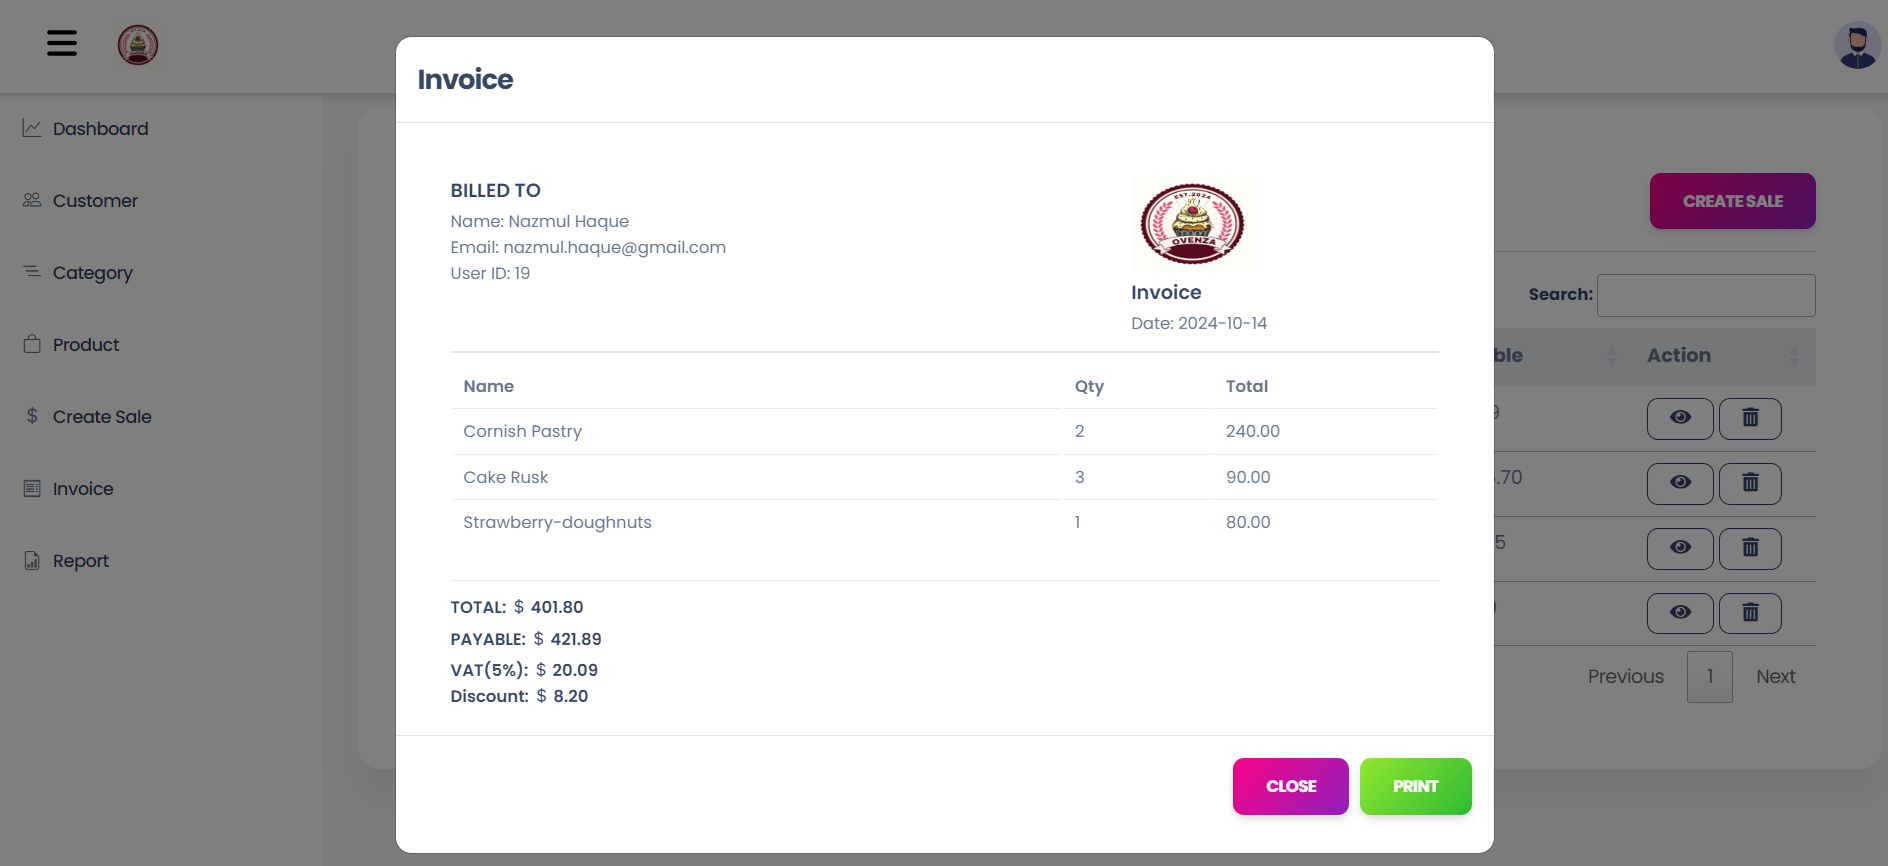 Invoice
Dashboard
Customer
Category
Product
Create Sale
Invoice
Report
BILLED TO
Name: Nazmul Haque
Email: nazmul.haque@gmail.com
User ID: 19
EST.2024
OVENZA
Invoice
Date: 2024-10-14
Name Qty Total
Cornish Pastry 2 240.00
Cake Rusk 3 90.00
Strawberry-doughnuts 1 80.00
TOTAL: $ 401.80
PAYABLE: $ 421.89
VAT(5%): $ 20.09
Discount: $ 8.20
CLOSE PRINT
CREATE SALE
Search:
ble Action
.70
5
Previous 1 Next